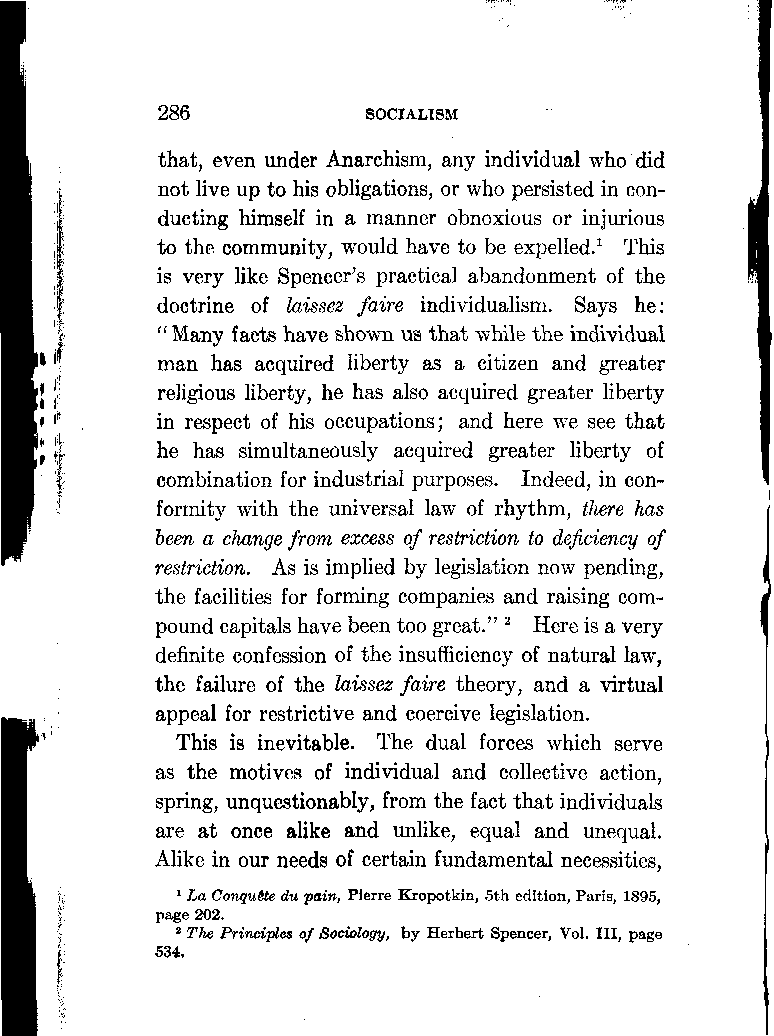 286 SOCIALISM
that, even under Anarchism, any individual who did
not live up to his obligations, or who persisted in con-
ducting himself in a manner obnoxious or injurious
to the community, would have to be expelled.¹ This
is very like Spencer's practical abandonment of the
doctrine of laissez faire individualism. Says he:
"Many facts have shown us that while the individual
man has acquired liberty as a citizen and greater
religious liberty, he has also acquired greater liberty
in respect of his occupations; and here we see that
he has simultaneously acquired greater liberty of
combination for industrial purposes. Indeed, in con-
formity with the universal law of rhythm, there has
been a change from excess of restriction to deficiency of
restriction. As is implied by legislation now pending,
the facilities for forming companies and raising com-
pound capitals have been too great." ² Here is a very
definite confession of the insufficiency of natural law,
the failure of the laissez faire theory, and a virtual
appeal for restrictive and coercive legislation.
This is inevitable. The dual forces which serve
as the motives of individual and collective action,
spring, unquestionably, from the fact that individuals
are at once alike and unlike, equal and unequal.
Alike in our needs of certain fundamental necessities,
¹ La Conquête du pain, Pierre Kropotkin, 5th edition, Paris, 1895,
page 202.
² The Principles of Sociology, by Herbert Spencer, Vol. III, page
534.